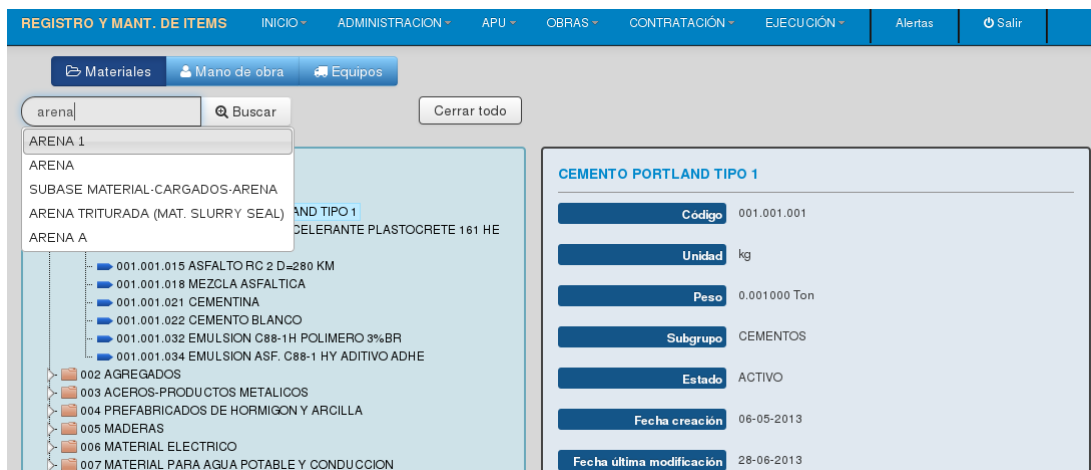 REGISTRO Y MANT. DE ITEMS INICIO ADMINISTRACION APU OBRAS CONTRATACIÓN EJECUCIÓN Alertas Salir
Materiales Mano de obra Equipos
arena Buscar Cerrar todo
ARENA 1
ARENA
SUBASE MATERIAL-CARGADOS-ARENA
ARENA TRITURADA (MAT. SLURRY SEAL)
ARENA A
AND TIPO 1
CELERANTE PLASTOCRETE 161 HE
001.001.015 ASFALTO RC 2 D=280 KM
001.001.018 MEZCLA ASFALTICA
001.001.021 CEMENTINA
001.001.022 CEMENTO BLANCO
001.001.032 EMULSION C88-1H POLIMERO 3%BR
001.001.034 EMULSION ASF. C88-1 HY ADITIVO ADHE
002 AGREGADOS
003 ACEROS-PRODUCTOS METALICOS
004 PREFABRICADOS DE HORMIGON Y ARCILLA
005 MADERAS
006 MATERIAL ELECTRICO
007 MATERIAL PARA AGUA POTABLE Y CONDUCCION
CEMENTO PORTLAND TIPO 1
Código 001.001.001
Unidad kg
Peso 0.001000 Ton
Subgrupo CEMENTOS
Estado ACTIVO
Fecha creación 06-05-2013
Fecha última modificación 28-06-2013